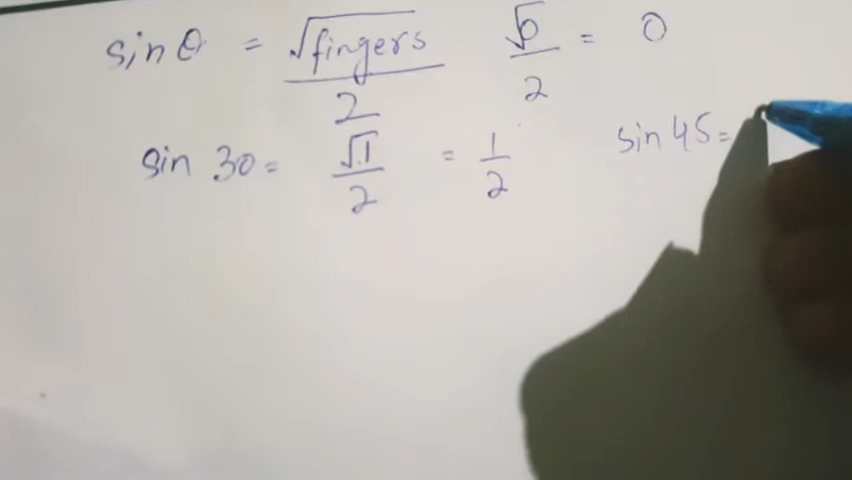 sin θ = √fingers / 2   √0 / 2 = 0
sin 30 = √1 / 2 = 1 / 2   sin 45 =